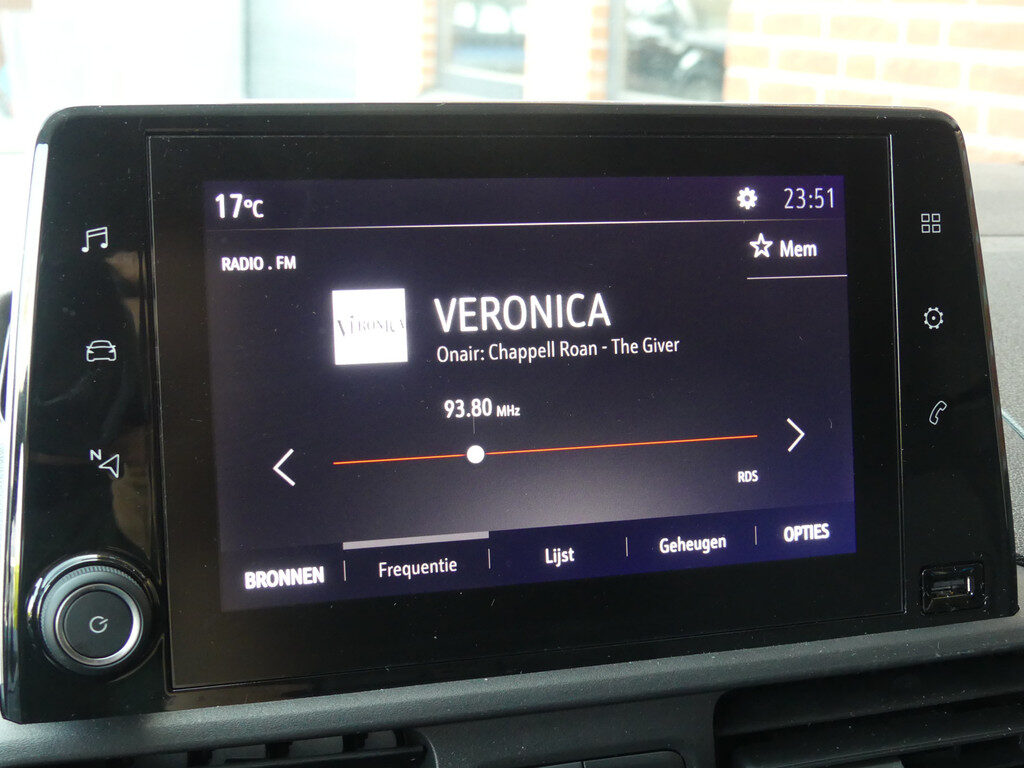 17°C
23:51
Mem
RADIO . FM
VERONICA
VERONICA
Onair: Chappell Roan - The Giver
93.80 MHz
RDS
N
BRONNEN
Frequentie
Lijst
Geheugen
OPTIES